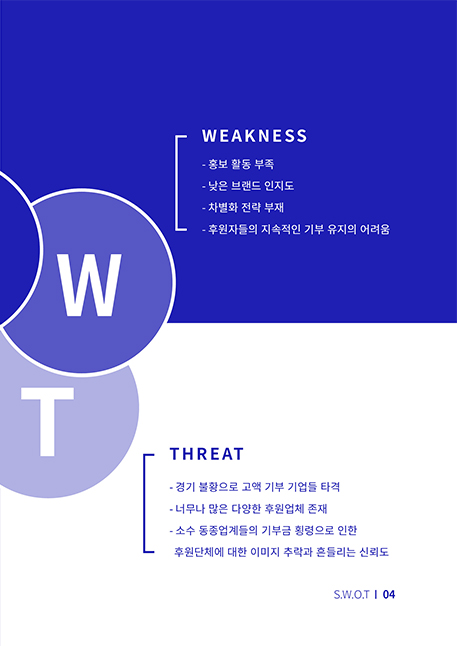 WEAKNESS
- 홍보 활동 부족
- 낮은 브랜드 인지도
- 차별화 전략 부재
- 후원자들의 지속적인 기부 유지의 어려움
W
T
THREAT
- 경기 불황으로 고액 기부 기업들 타격
- 너무나 많은 다양한 후원업체 존재
- 소수 동종업계들의 기부금 횡령으로 인한
후원단체에 대한 이미지 추락과 흔들리는 신뢰도
S.W.O.T I 04